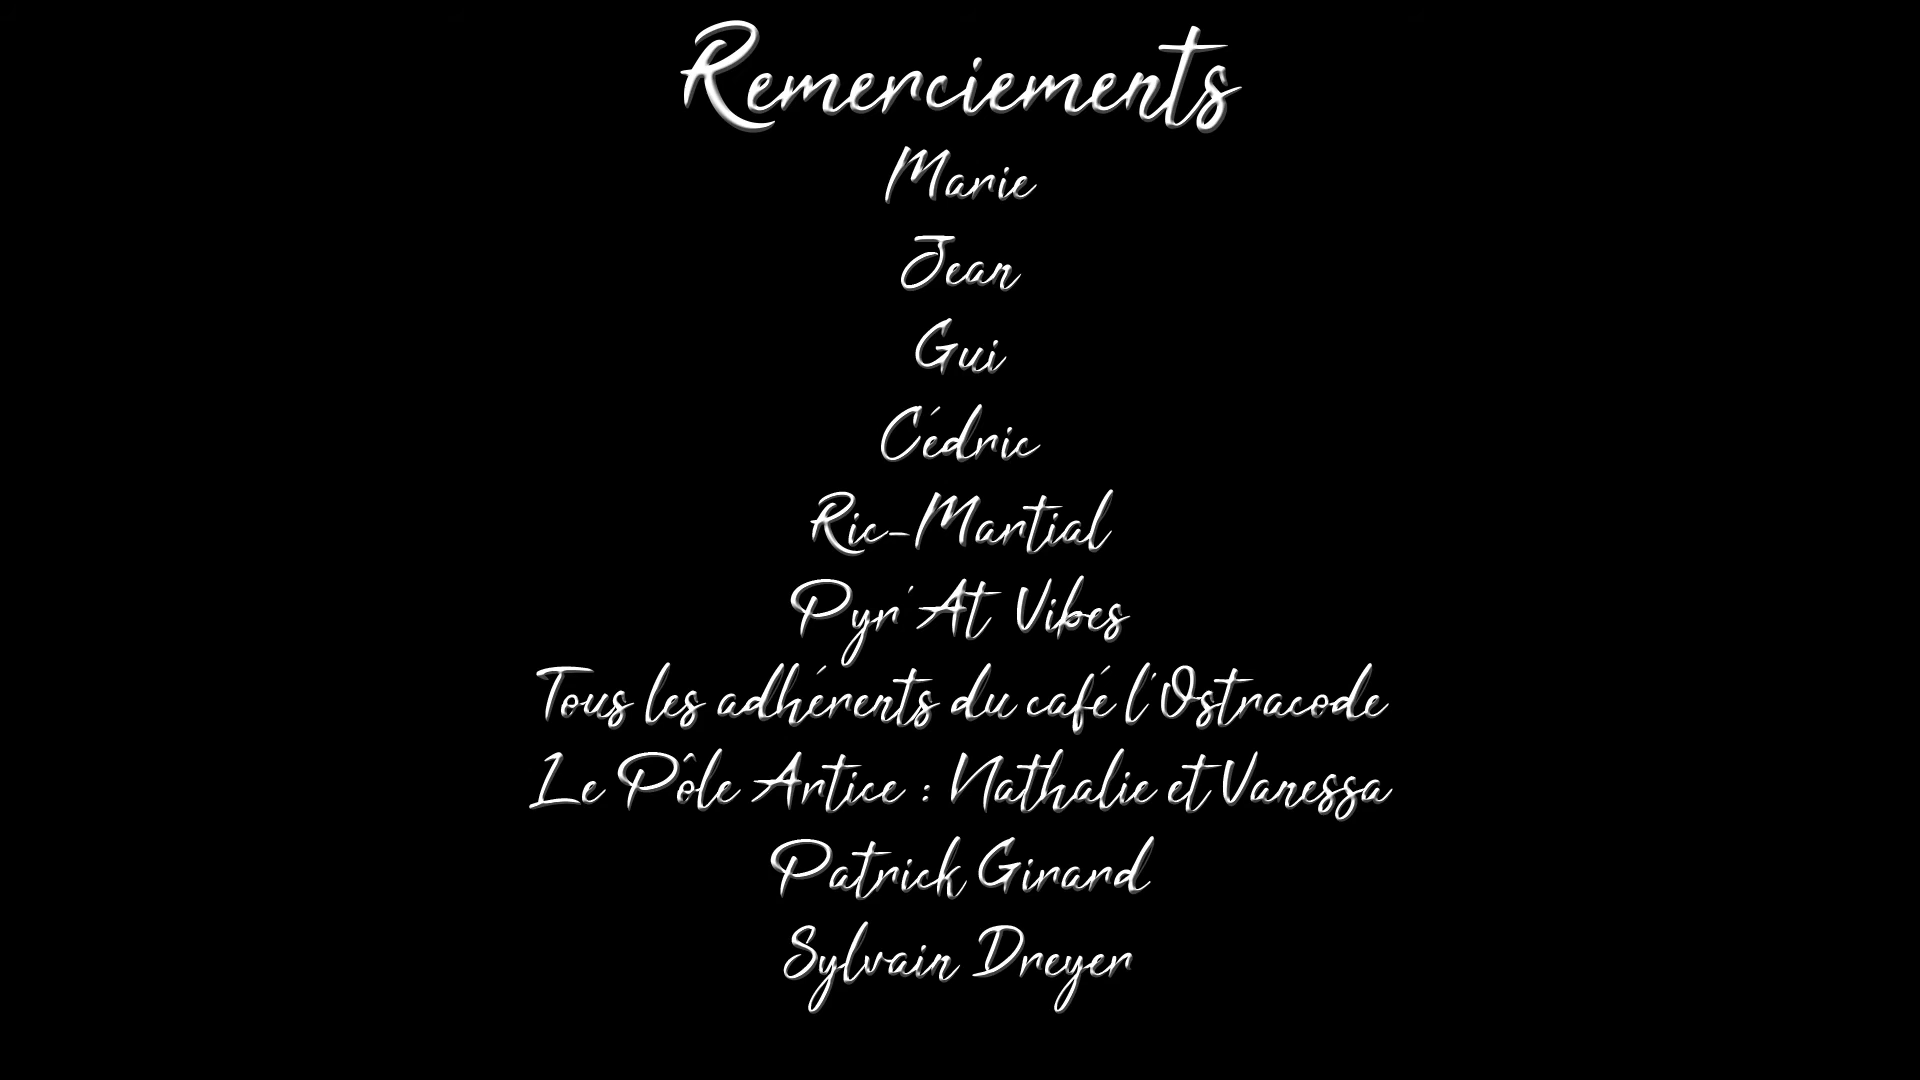 Remerciements
Marie
Jean
Gui
Cédric
Ric-Martial
Pyr'At Vibes
Tous les adhérents du café l'Ostracode
Le Pôle Artice : Nathalie et Vanessa
Patrick Girard
Sylvain Dreyer